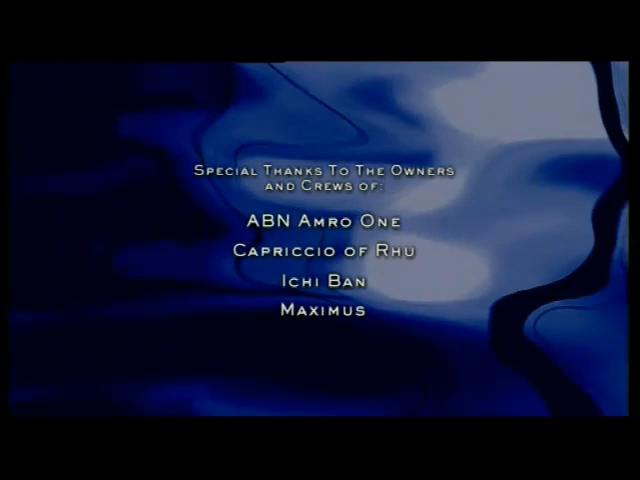 Special Thanks To The Owners
and Crews of:
ABN Amro One
Capriccio of Rhu
Ichi Ban
Maximus